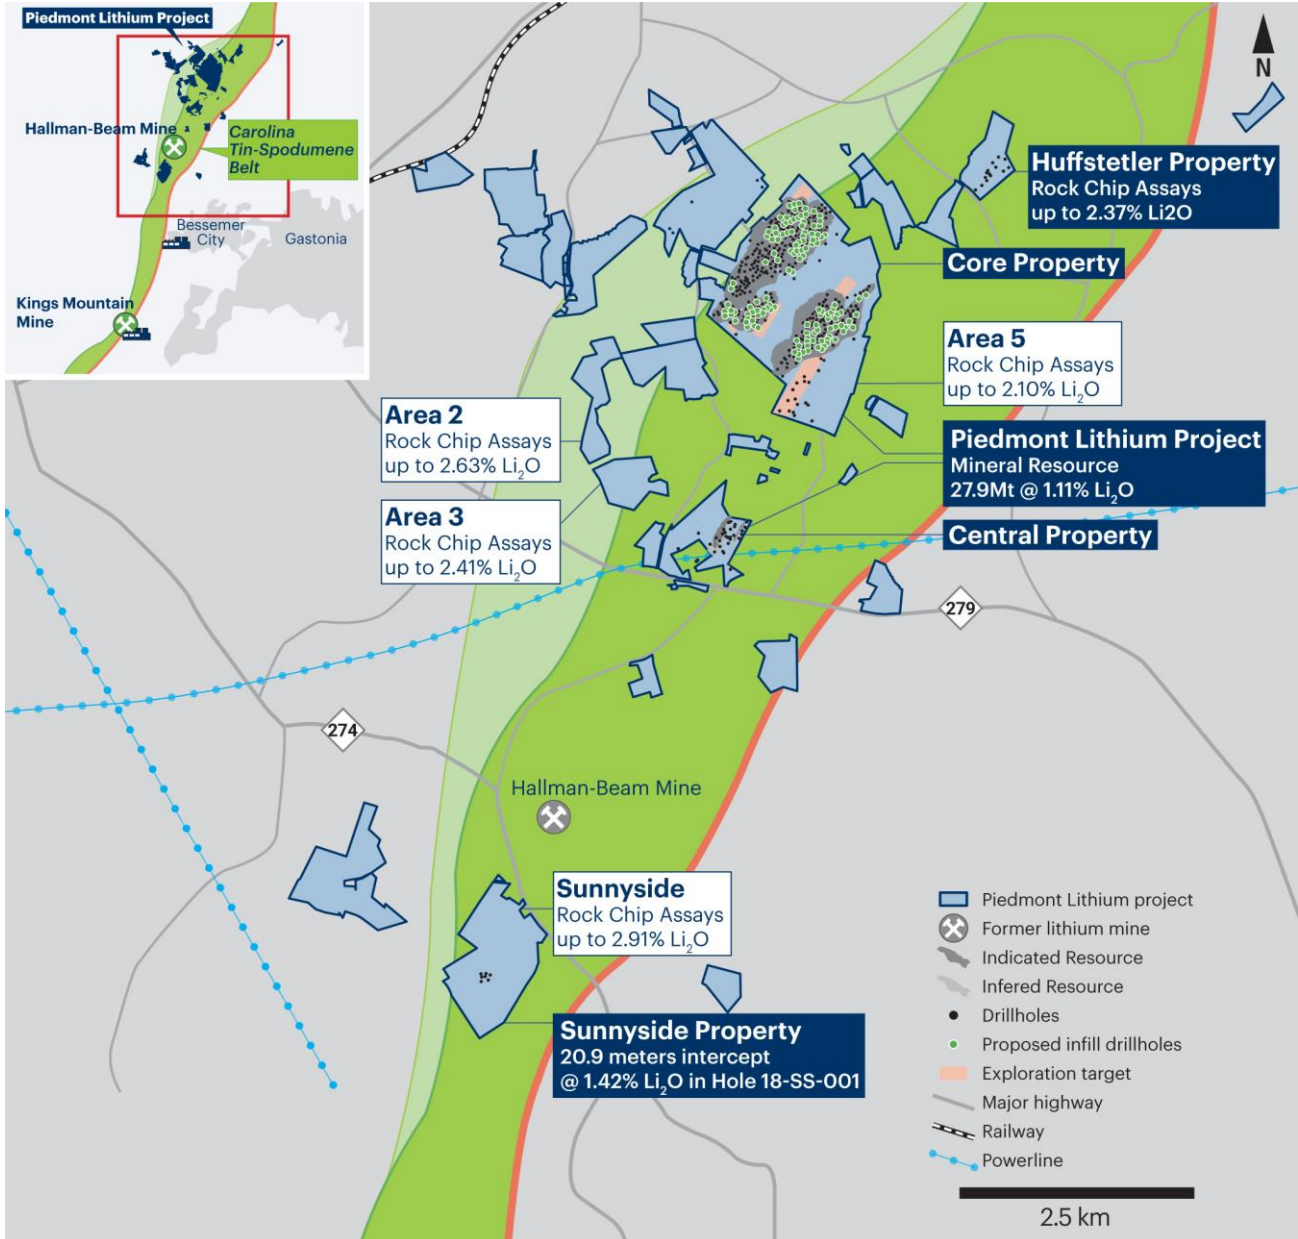 Piedmont Lithium Project
Hallman-Beam Mine
Carolina
Tin-Spodumene
Belt
Bessemer
City
Gastonia
Kings Mountain
Mine
N
Huffstetler Property
Rock Chip Assays
up to 2.37% Li2O
Core Property
Area 5
Rock Chip Assays
up to 2.10% Li₂O
Area 2
Rock Chip Assays
up to 2.63% Li₂O
Piedmont Lithium Project
Mineral Resource
27.9Mt @ 1.11% Li₂O
Area 3
Rock Chip Assays
up to 2.41% Li₂O
Central Property
279
274
Hallman-Beam Mine
Sunnyside
Rock Chip Assays
up to 2.91% Li₂O
Sunnyside Property
20.9 meters intercept
@ 1.42% Li₂O in Hole 18-SS-001
Piedmont Lithium project
Former lithium mine
Indicated Resource
Infered Resource
Drillholes
Proposed infill drillholes
Exploration target
Major highway
Railway
Powerline
2.5 km